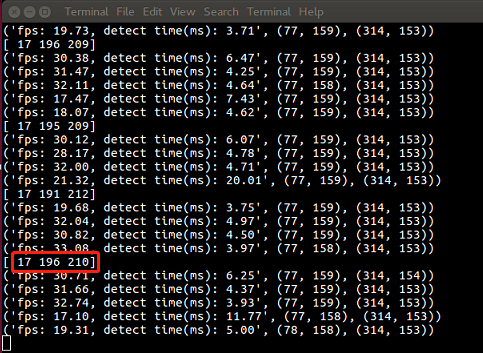 Terminal File Edit View Search Terminal Help
('fps: 19.73, detect time(ms): 3.71', (77, 159), (314, 153))
[ 17 196 209]
('fps: 30.38, detect time(ms): 6.47', (77, 159), (314, 153))
('fps: 31.47, detect time(ms): 4.25', (77, 159), (314, 153))
('fps: 32.11, detect time(ms): 4.64', (77, 158), (314, 153))
('fps: 17.47, detect time(ms): 7.43', (77, 159), (314, 153))
('fps: 18.07, detect time(ms): 4.62', (77, 159), (314, 153))
[ 17 195 209]
('fps: 30.12, detect time(ms): 6.07', (77, 159), (314, 153))
('fps: 28.17, detect time(ms): 4.78', (77, 159), (314, 153))
('fps: 32.00, detect time(ms): 4.71', (77, 159), (314, 153))
('fps: 21.32, detect time(ms): 20.01', (77, 159), (314, 153))
[ 17 191 212]
('fps: 19.68, detect time(ms): 3.75', (77, 159), (314, 153))
('fps: 32.04, detect time(ms): 4.97', (77, 159), (314, 153))
('fps: 30.82, detect time(ms): 4.50', (77, 159), (314, 153))
('fps: 33.08, detect time(ms): 3.97', (77, 158), (314, 153))
[ 17 196 210]
('fps: 30.71, detect time(ms): 6.25', (77, 159), (314, 154))
('fps: 31.66, detect time(ms): 4.37', (77, 159), (314, 153))
('fps: 32.74, detect time(ms): 3.93', (77, 159), (314, 153))
('fps: 17.10, detect time(ms): 11.77', (77, 158), (314, 153))
('fps: 19.31, detect time(ms): 5.00', (78, 158), (314, 153))